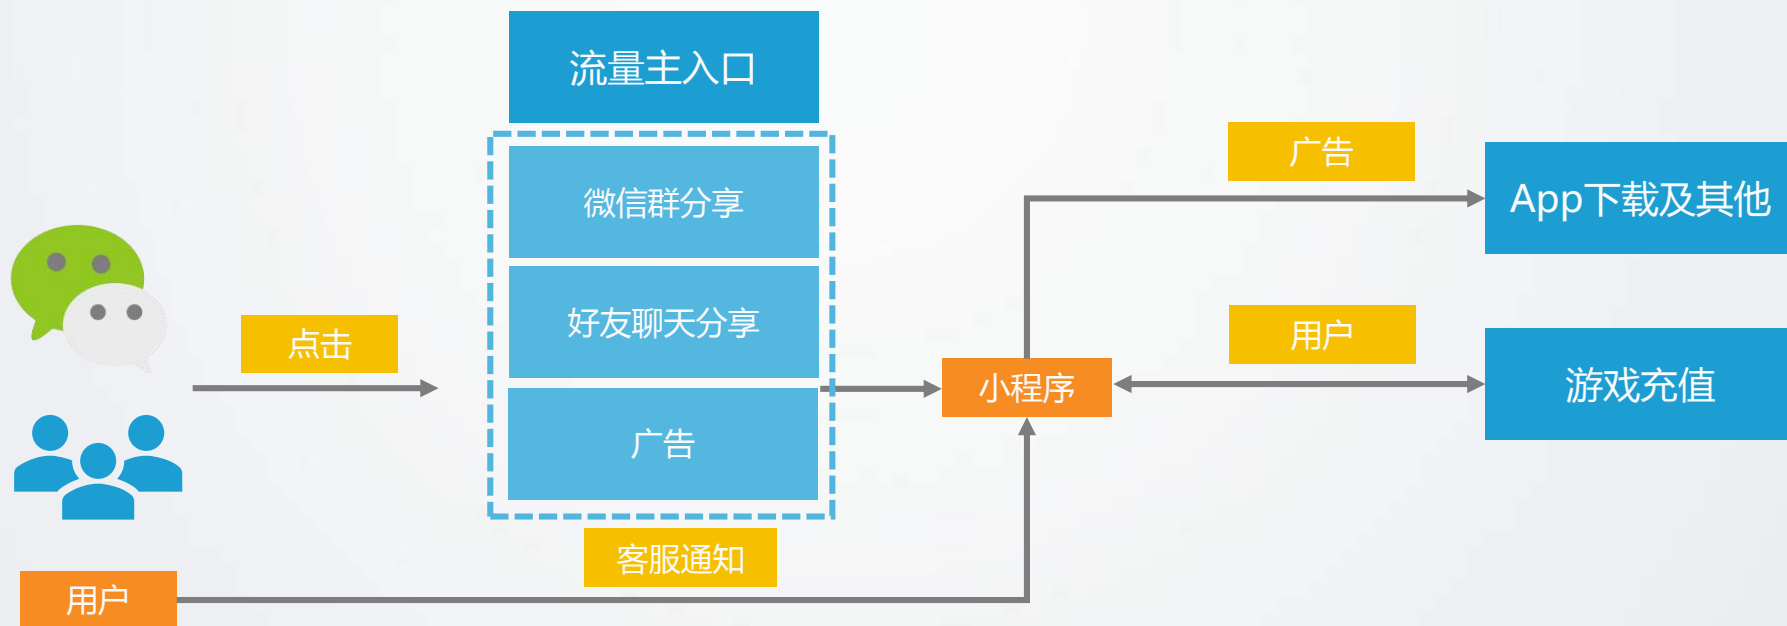 流量主入口
微信群分享
好友聊天分享
广告
点击
客服通知
用户
小程序
广告
App下载及其他
用户
游戏充值